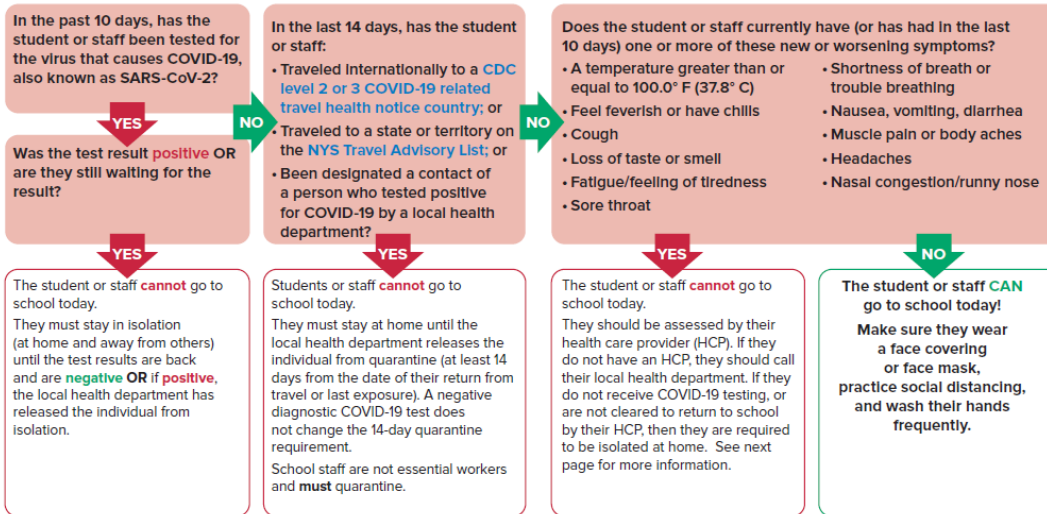 In the past 10 days, has the
student or staff been tested for
the virus that causes COVID-19,
also known as SARS-CoV-2?
YES
Was the test result positive OR
are they still waiting for the
result?
YES
The student or staff cannot go to
school today.
They must stay in isolation
(at home and away from others)
until the test results are back
and are negative OR if positive,
the local health department has
released the individual from
isolation.
NO
In the last 14 days, has the student
or staff:
• Traveled internationally to a CDC
level 2 or 3 COVID-19 related
travel health notice country; or
• Traveled to a state or territory on
the NYS Travel Advisory List; or
• Been designated a contact of
a person who tested positive
for COVID-19 by a local health
department?
YES
Students or staff cannot go to
school today.
They must stay at home until the
local health department releases the
individual from quarantine (at least 14
days from the date of their return from
travel or last exposure). A negative
diagnostic COVID-19 test does
not change the 14-day quarantine
requirement.
School staff are not essential workers
and must quarantine.
NO
Does the student or staff currently have (or has had in the last
10 days) one or more of these new or worsening symptoms?
• A temperature greater than or
equal to 100.0° F (37.8° C)
• Feel feverish or have chills
• Cough
• Loss of taste or smell
• Fatigue/feeling of tiredness
• Sore throat
• Shortness of breath or
trouble breathing
• Nausea, vomiting, diarrhea
• Muscle pain or body aches
• Headaches
• Nasal congestion/runny nose
YES
The student or staff cannot go to
school today.
They should be assessed by their
health care provider (HCP). If they
do not have an HCP, they should call
their local health department. If they
do not receive COVID-19 testing, or
are not cleared to return to school
by their HCP, then they are required
to be isolated at home. See next
page for more information.
NO
The student or staff CAN
go to school today!
Make sure they wear
a face covering
or face mask,
practice social distancing,
and wash their hands
frequently.